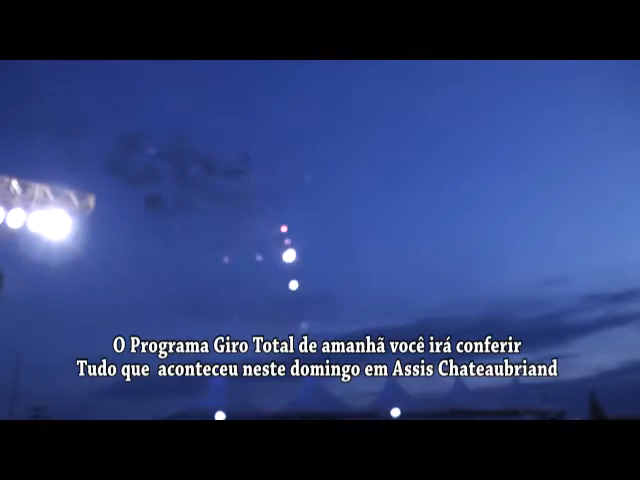 O Programa Giro Total de amanhã você irá conferir
Tudo que aconteceu neste domingo em Assis Chateaubriand